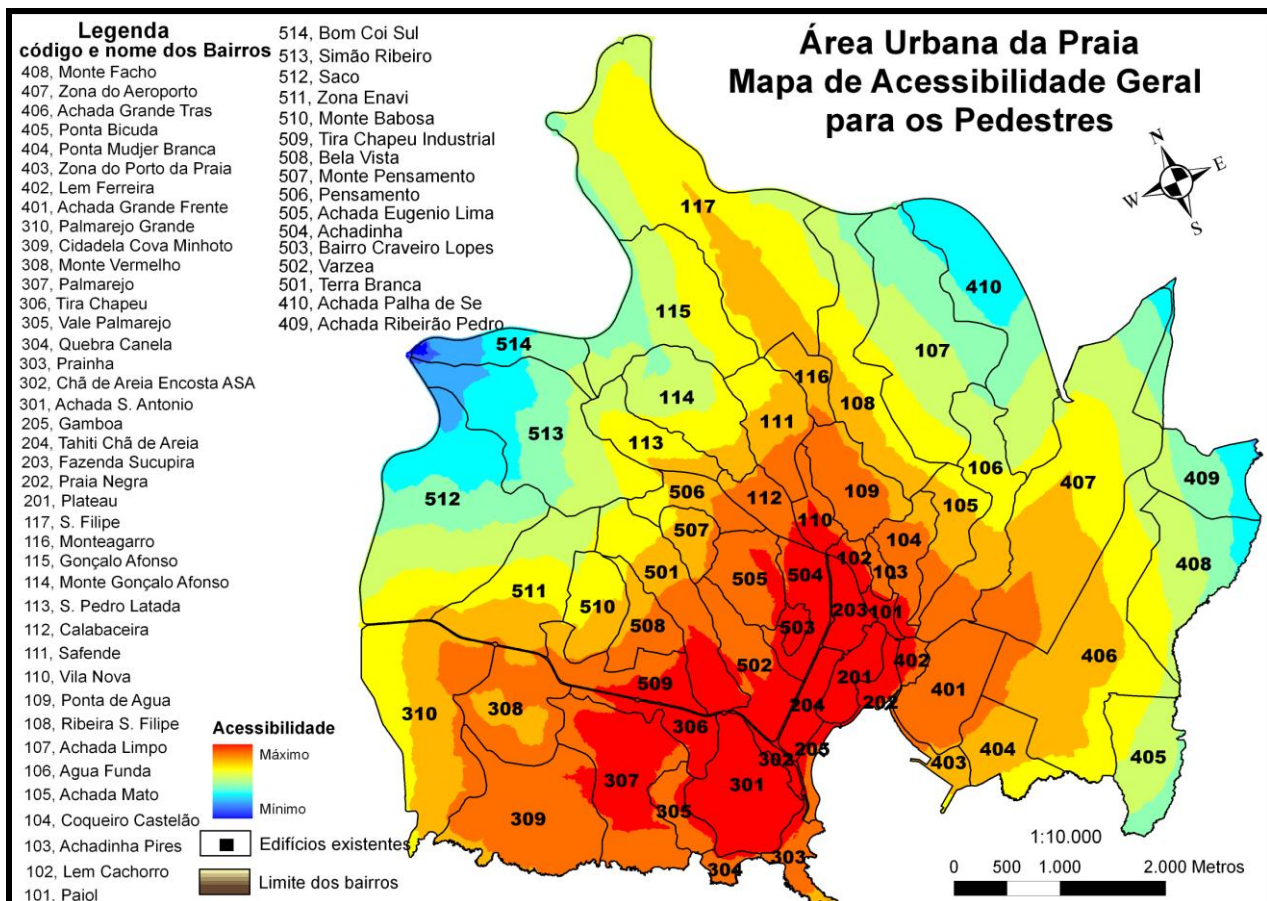 Legenda
código e nome dos Bairros
408, Monte Facho
407, Zona do Aeroporto
406, Achada Grande Tras
405, Ponta Bicuda
404, Ponta Mudjer Branca
403, Zona do Porto da Praia
402, Lem Ferreira
401, Achada Grande Frente
310, Palmarejo Grande
309, Cidadela Cova Minhoto
308, Monte Vermelho
307, Palmarejo
306, Tira Chapeu
305, Vale Palmarejo
304, Quebra Canela
303, Prainha
302, Chã de Areia Encosta ASA
301, Achada S. Antonio
205, Gamboa
204, Tahiti Chã de Areia
203, Fazenda Sucupira
202, Praia Negra
201, Plateau
117, S. Filipe
116, Monteagarro
115, Gonçalo Afonso
114, Monte Gonçalo Afonso
113, S. Pedro Latada
112, Calabaceira
111, Safende
110, Vila Nova
109, Ponta de Agua
108, Ribeira S. Filipe
107, Achada Limpo
106, Agua Funda
105, Achada Mato
104, Coqueiro Castelão
103, Achadinha Pires
102, Lem Cachorro
101, Paiol
514, Bom Coi Sul
513, Simão Ribeiro
512, Saco
511, Zona Enavi
510, Monte Babosa
509, Tira Chapeu Industrial
508, Bela Vista
507, Monte Pensamento
506, Pensamento
505, Achada Eugenio Lima
504, Achadinha
503, Bairro Craveiro Lopes
502, Varzea
501, Terra Branca
410, Achada Palha de Se
409, Achada Ribeirão Pedro
Área Urbana da Praia
Mapa de Acessibilidade Geral
para os Pedestres
N
E
W
S
117
410
115
107
514
116
114
108
111
513
113
106
407
409
506
112
109
105
512
110
507
104
408
102
501
505
504
103
511
510
203
101
503
508
502
402
406
201
401
509
204
202
310
308
306
205
404
403
405
302
307
301
305
309
303
304
Acessibilidade
Máximo
Mínimo
Edifícios existentes
Limite dos bairros
1:10.000
0 500 1.000 2.000 Metros